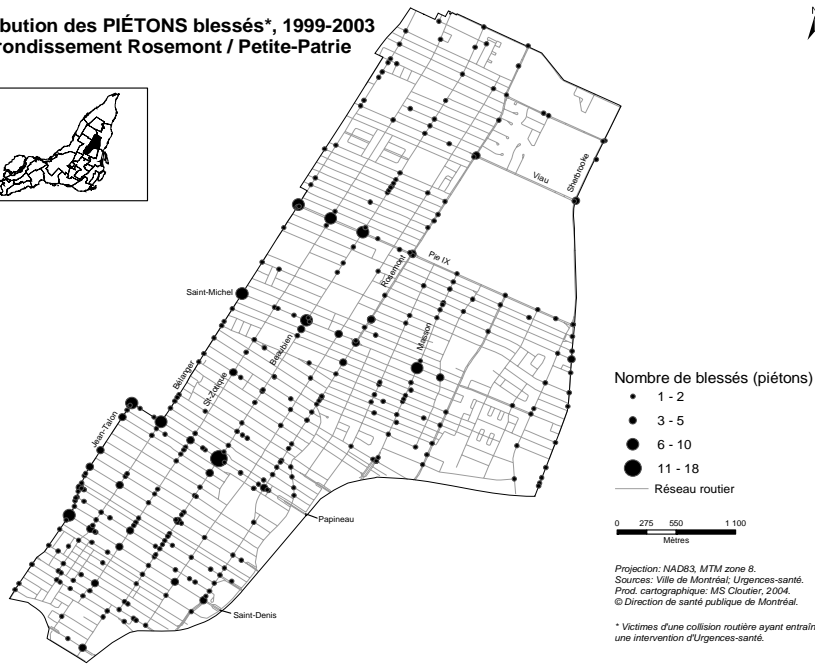 bution des PIÉTONS blessés*, 1999-2003
rondissement Rosemont / Petite-Patrie
N
Viau
Sherbrooke
Pie IX
Rosemont
Saint-Michel
Beaubien
Masson
Bélanger
St-Zotique
Jean-Talon
Papineau
Saint-Denis
Nombre de blessés (piétons)
1 - 2
3 - 5
6 - 10
11 - 18
Réseau routier
0 275 550 1 100
Mètres
Projection: NAD83, MTM zone 8.
Sources: Ville de Montréal; Urgences-santé.
Prod. cartographique: MS Cloutier, 2004.
© Direction de santé publique de Montréal.
* Victimes d'une collision routière ayant entraîn
une intervention d'Urgences-santé.